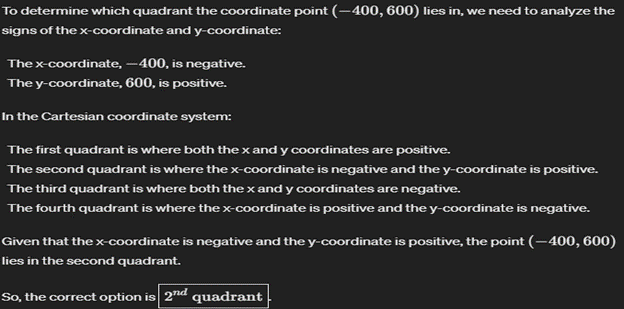 To determine which quadrant the coordinate point (−400, 600) lies in, we need to analyze the
signs of the x-coordinate and y-coordinate:
The x-coordinate, −400, is negative.
The y-coordinate, 600, is positive.
In the Cartesian coordinate system:
The first quadrant is where both the x and y coordinates are positive.
The second quadrant is where the x-coordinate is negative and the y-coordinate is positive.
The third quadrant is where both the x and y coordinates are negative.
The fourth quadrant is where the x-coordinate is positive and the y-coordinate is negative.
Given that the x-coordinate is negative and the y-coordinate is positive, the point (−400, 600)
lies in the second quadrant.
So, the correct option is 2nd quadrant.